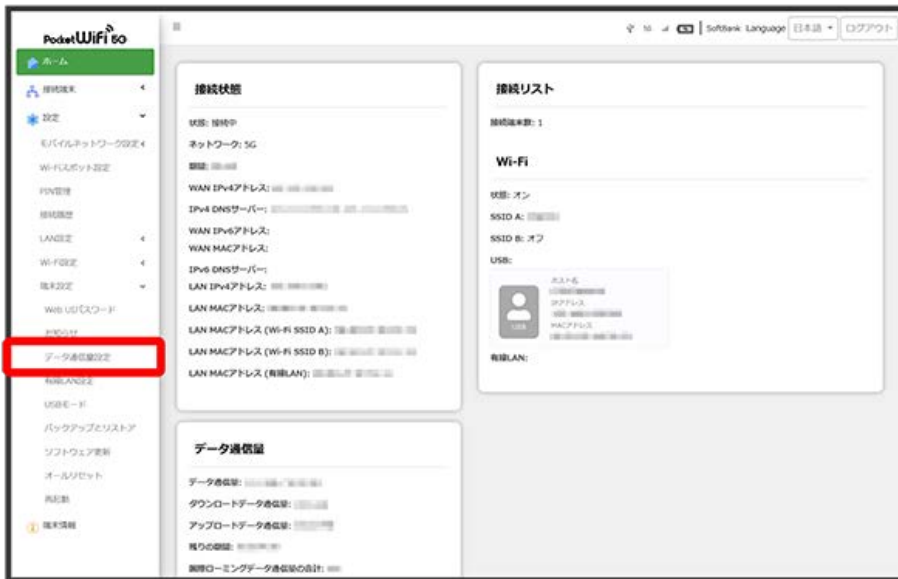 PocketWiFi 5G
5G
SoftBank
Language
日本語
ログアウト
ホーム
接続端末
設定
モバイルネットワーク設定
Wi-Fiスポット設定
PIN管理
接続履歴
LAN設定
Wi-Fi設定
端末設定
Web UIパスワード
お知らせ
データ通信量設定
有線LAN設定
USBモード
バックアップとリストア
ソフトウェア更新
オールリセット
再起動
端末情報
接続状態
状態: 接続中
ネットワーク: 5G
期間:
WAN IPv4アドレス:
IPv4 DNSサーバー:
WAN IPv6アドレス:
WAN MACアドレス:
IPv6 DNSサーバー:
LAN IPv4アドレス:
LAN MACアドレス:
LAN MACアドレス (Wi-Fi SSID A):
LAN MACアドレス (Wi-Fi SSID B):
LAN MACアドレス (有線LAN):
データ通信量
データ通信量:
ダウンロードデータ通信量:
アップロードデータ通信量:
残りの期間:
国際ローミングデータ通信量の合計:
接続リスト
接続端末数: 1
Wi-Fi
状態: オン
SSID A:
SSID B: オフ
USB:
USB
ホスト名
IPアドレス
MACアドレス
有線LAN: